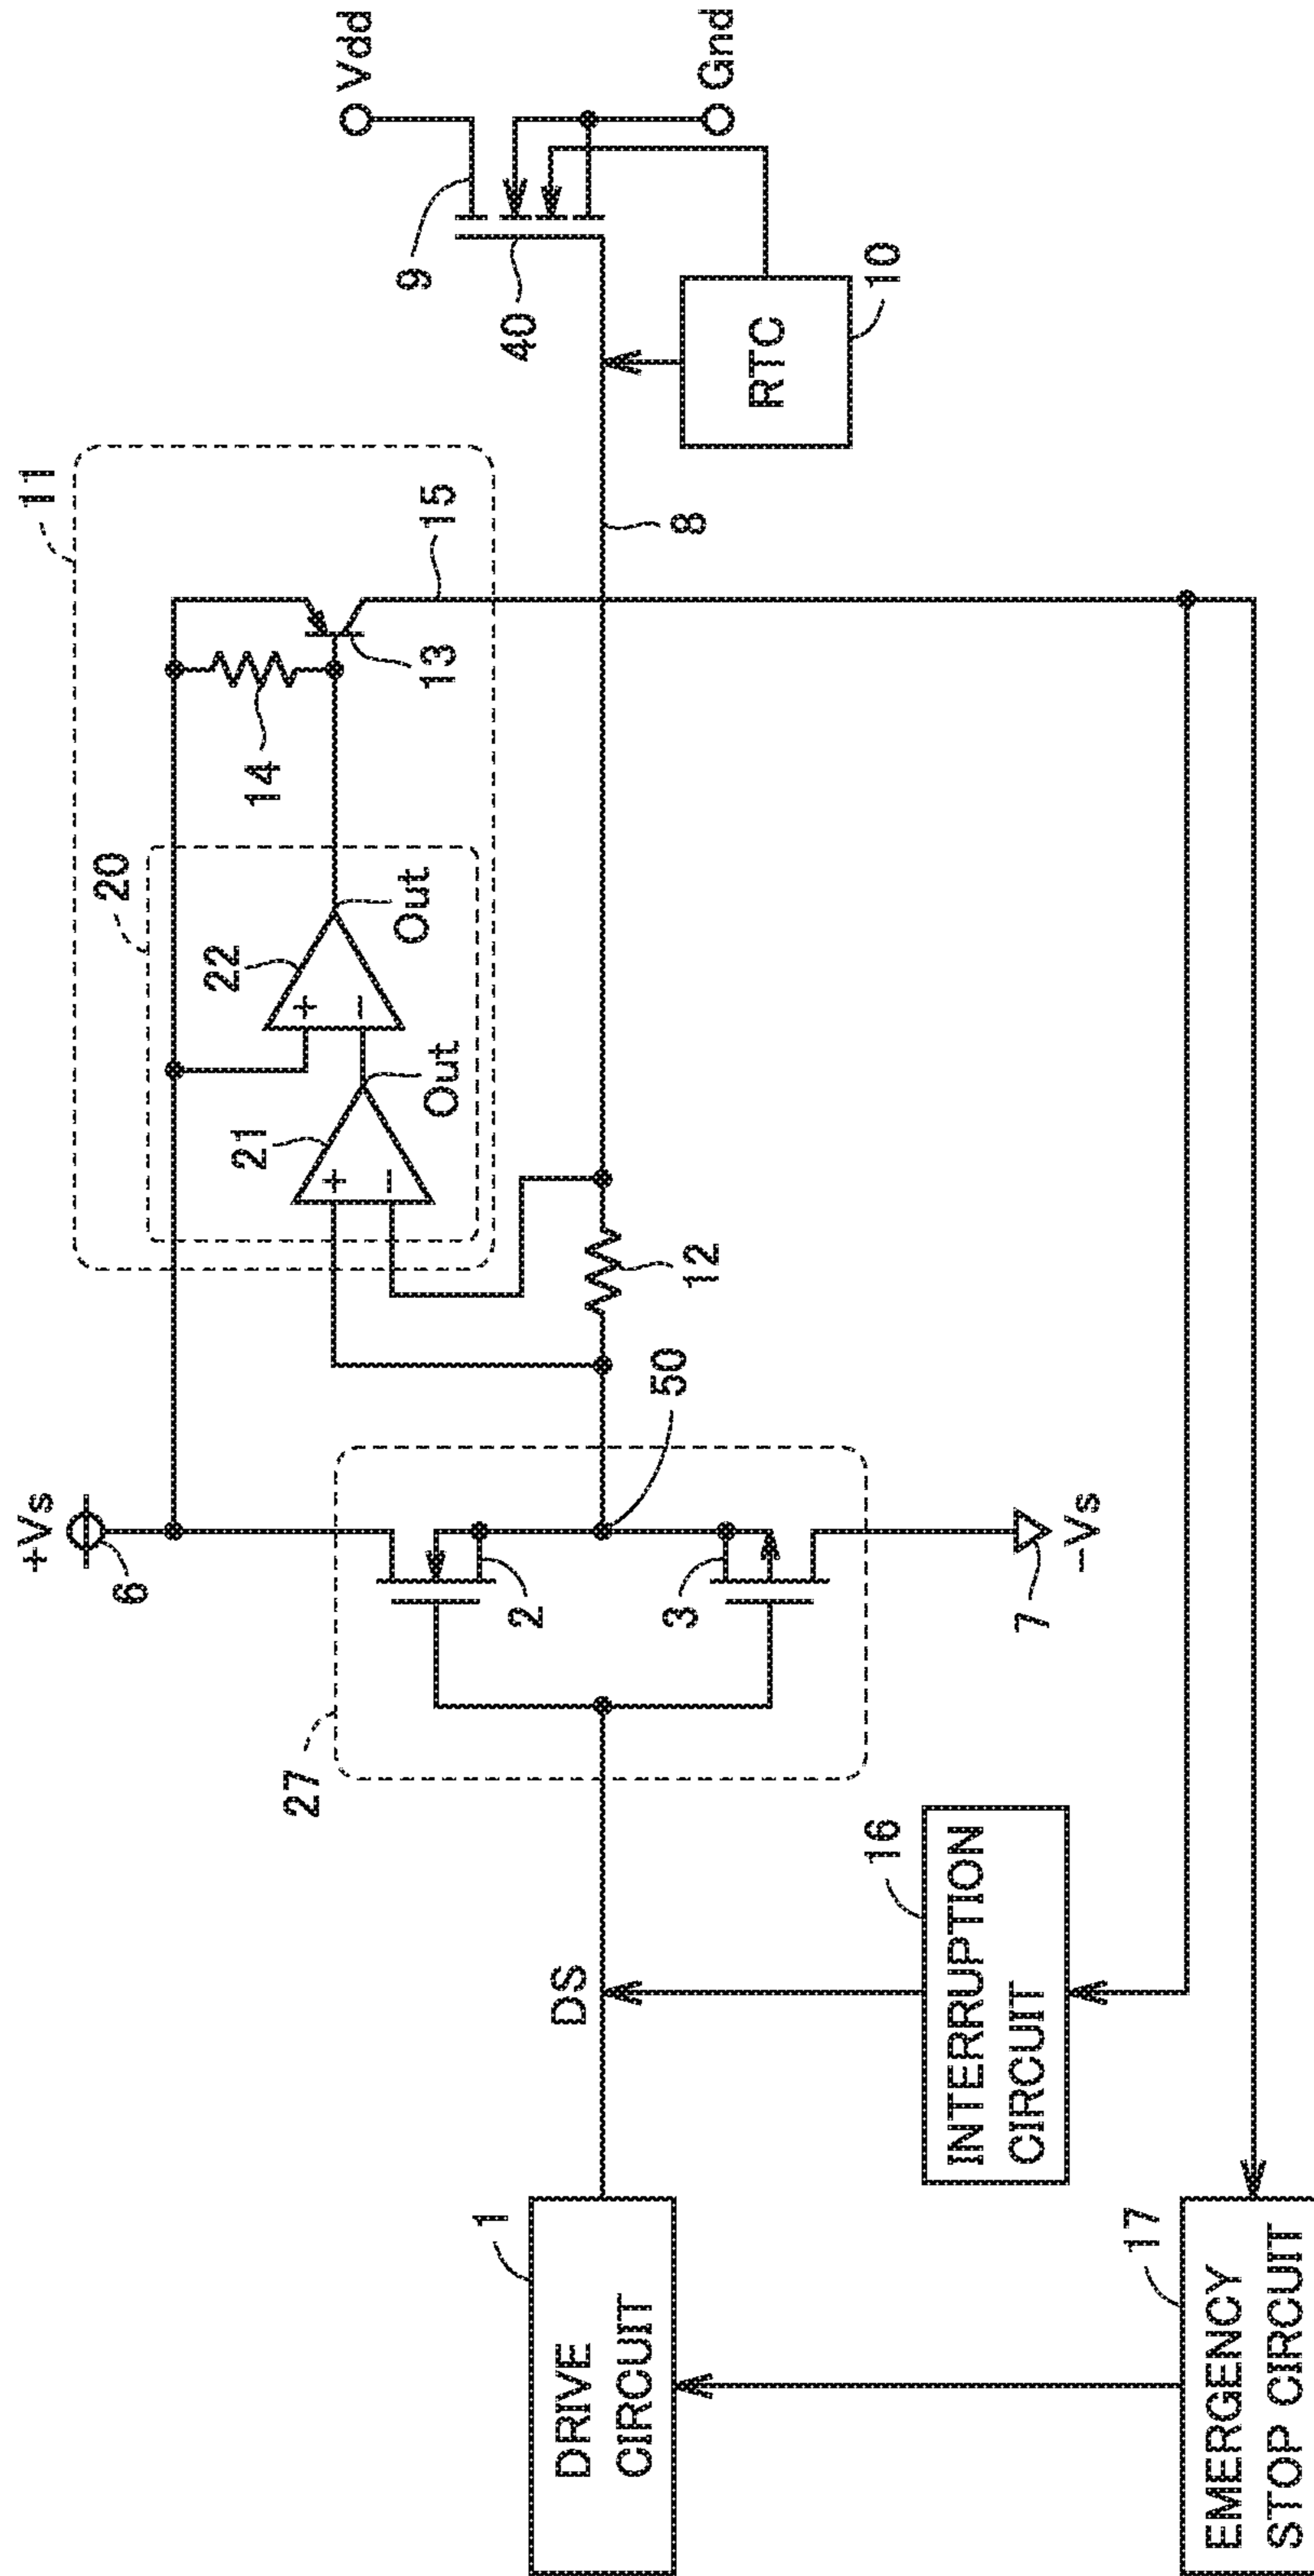 11
20
+Vs
6
21
+
−
Out
22
+
−
Out
14
13
15
Vdd
9
40
Gnd
27
2
3
50
12
8
RTC
10
7
−Vs
DS
1
DRIVE
CIRCUIT
16
INTERRUPTION
CIRCUIT
17
EMERGENCY
STOP CIRCUIT